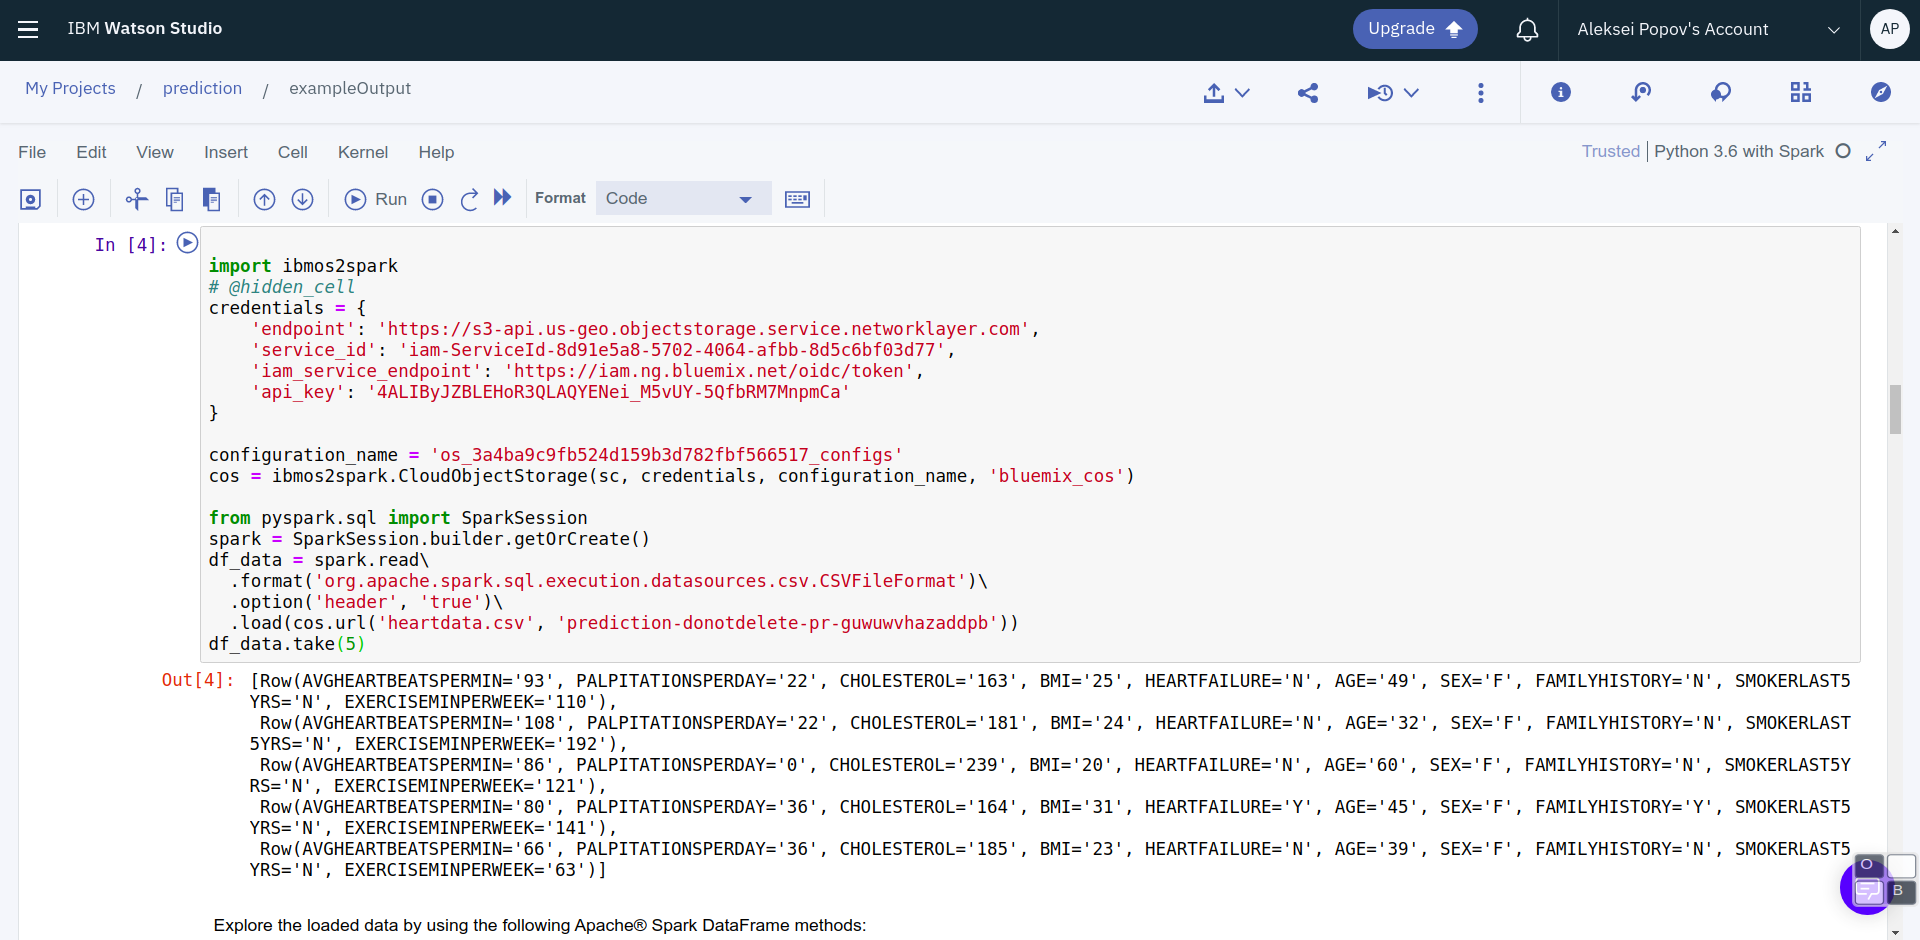 IBM Watson Studio
Upgrade
Aleksei Popov's Account
AP
My Projects / prediction / exampleOutput
File Edit View Insert Cell Kernel Help
Trusted | Python 3.6 with Spark
Run
Format
Code
In [4]:
import ibmos2spark
# @hidden_cell
credentials = {
    'endpoint': 'https://s3-api.us-geo.objectstorage.service.networklayer.com',
    'service_id': 'iam-ServiceId-8d91e5a8-5702-4064-afbb-8d5c6bf03d77',
    'iam_service_endpoint': 'https://iam.ng.bluemix.net/oidc/token',
    'api_key': '4ALIByJZBLEHoR3QLAQYENei_M5vUY-5QfbRM7MnpmCa'
}
configuration_name = 'os_3a4ba9c9fb524d159b3d782fbf566517_configs'
cos = ibmos2spark.CloudObjectStorage(sc, credentials, configuration_name, 'bluemix_cos')
from pyspark.sql import SparkSession
spark = SparkSession.builder.getOrCreate()
df_data = spark.read\
  .format('org.apache.spark.sql.execution.datasources.csv.CSVFileFormat')\
  .option('header', 'true')\
  .load(cos.url('heartdata.csv', 'prediction-donotdelete-pr-guwuwvhazaddpb'))
df_data.take(5)
Out[4]: [Row(AVGHEARTBEATSPERMIN='93', PALPITATIONSPERDAY='22', CHOLESTEROL='163', BMI='25', HEARTFAILURE='N', AGE='49', SEX='F', FAMILYHISTORY='N', SMOKERLAST5
YRS='N', EXERCISEMINPERWEEK='110'),
 Row(AVGHEARTBEATSPERMIN='108', PALPITATIONSPERDAY='22', CHOLESTEROL='181', BMI='24', HEARTFAILURE='N', AGE='32', SEX='F', FAMILYHISTORY='N', SMOKERLAST
5YRS='N', EXERCISEMINPERWEEK='192'),
 Row(AVGHEARTBEATSPERMIN='86', PALPITATIONSPERDAY='0', CHOLESTEROL='239', BMI='20', HEARTFAILURE='N', AGE='60', SEX='F', FAMILYHISTORY='N', SMOKERLAST5Y
RS='N', EXERCISEMINPERWEEK='121'),
 Row(AVGHEARTBEATSPERMIN='80', PALPITATIONSPERDAY='36', CHOLESTEROL='164', BMI='31', HEARTFAILURE='Y', AGE='45', SEX='F', FAMILYHISTORY='Y', SMOKERLAST5
YRS='N', EXERCISEMINPERWEEK='141'),
 Row(AVGHEARTBEATSPERMIN='66', PALPITATIONSPERDAY='36', CHOLESTEROL='185', BMI='23', HEARTFAILURE='N', AGE='39', SEX='F', FAMILYHISTORY='N', SMOKERLAST5
YRS='N', EXERCISEMINPERWEEK='63')]
O
B
Explore the loaded data by using the following Apache® Spark DataFrame methods: